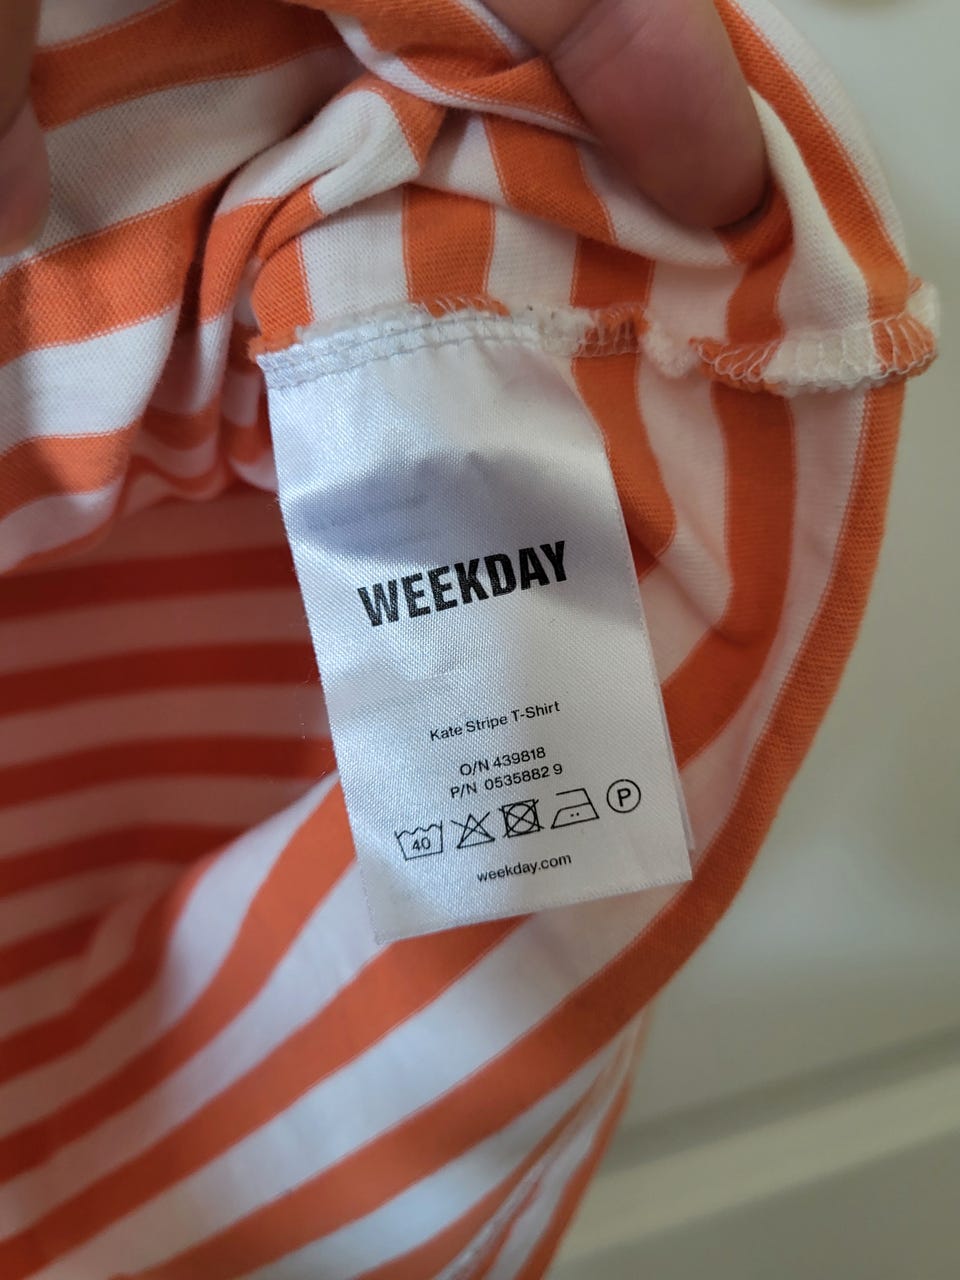 WEEKDAY
Kate Stripe T-Shirt
O/N 439818
P/N 0535882 9
40 P
weekday.com